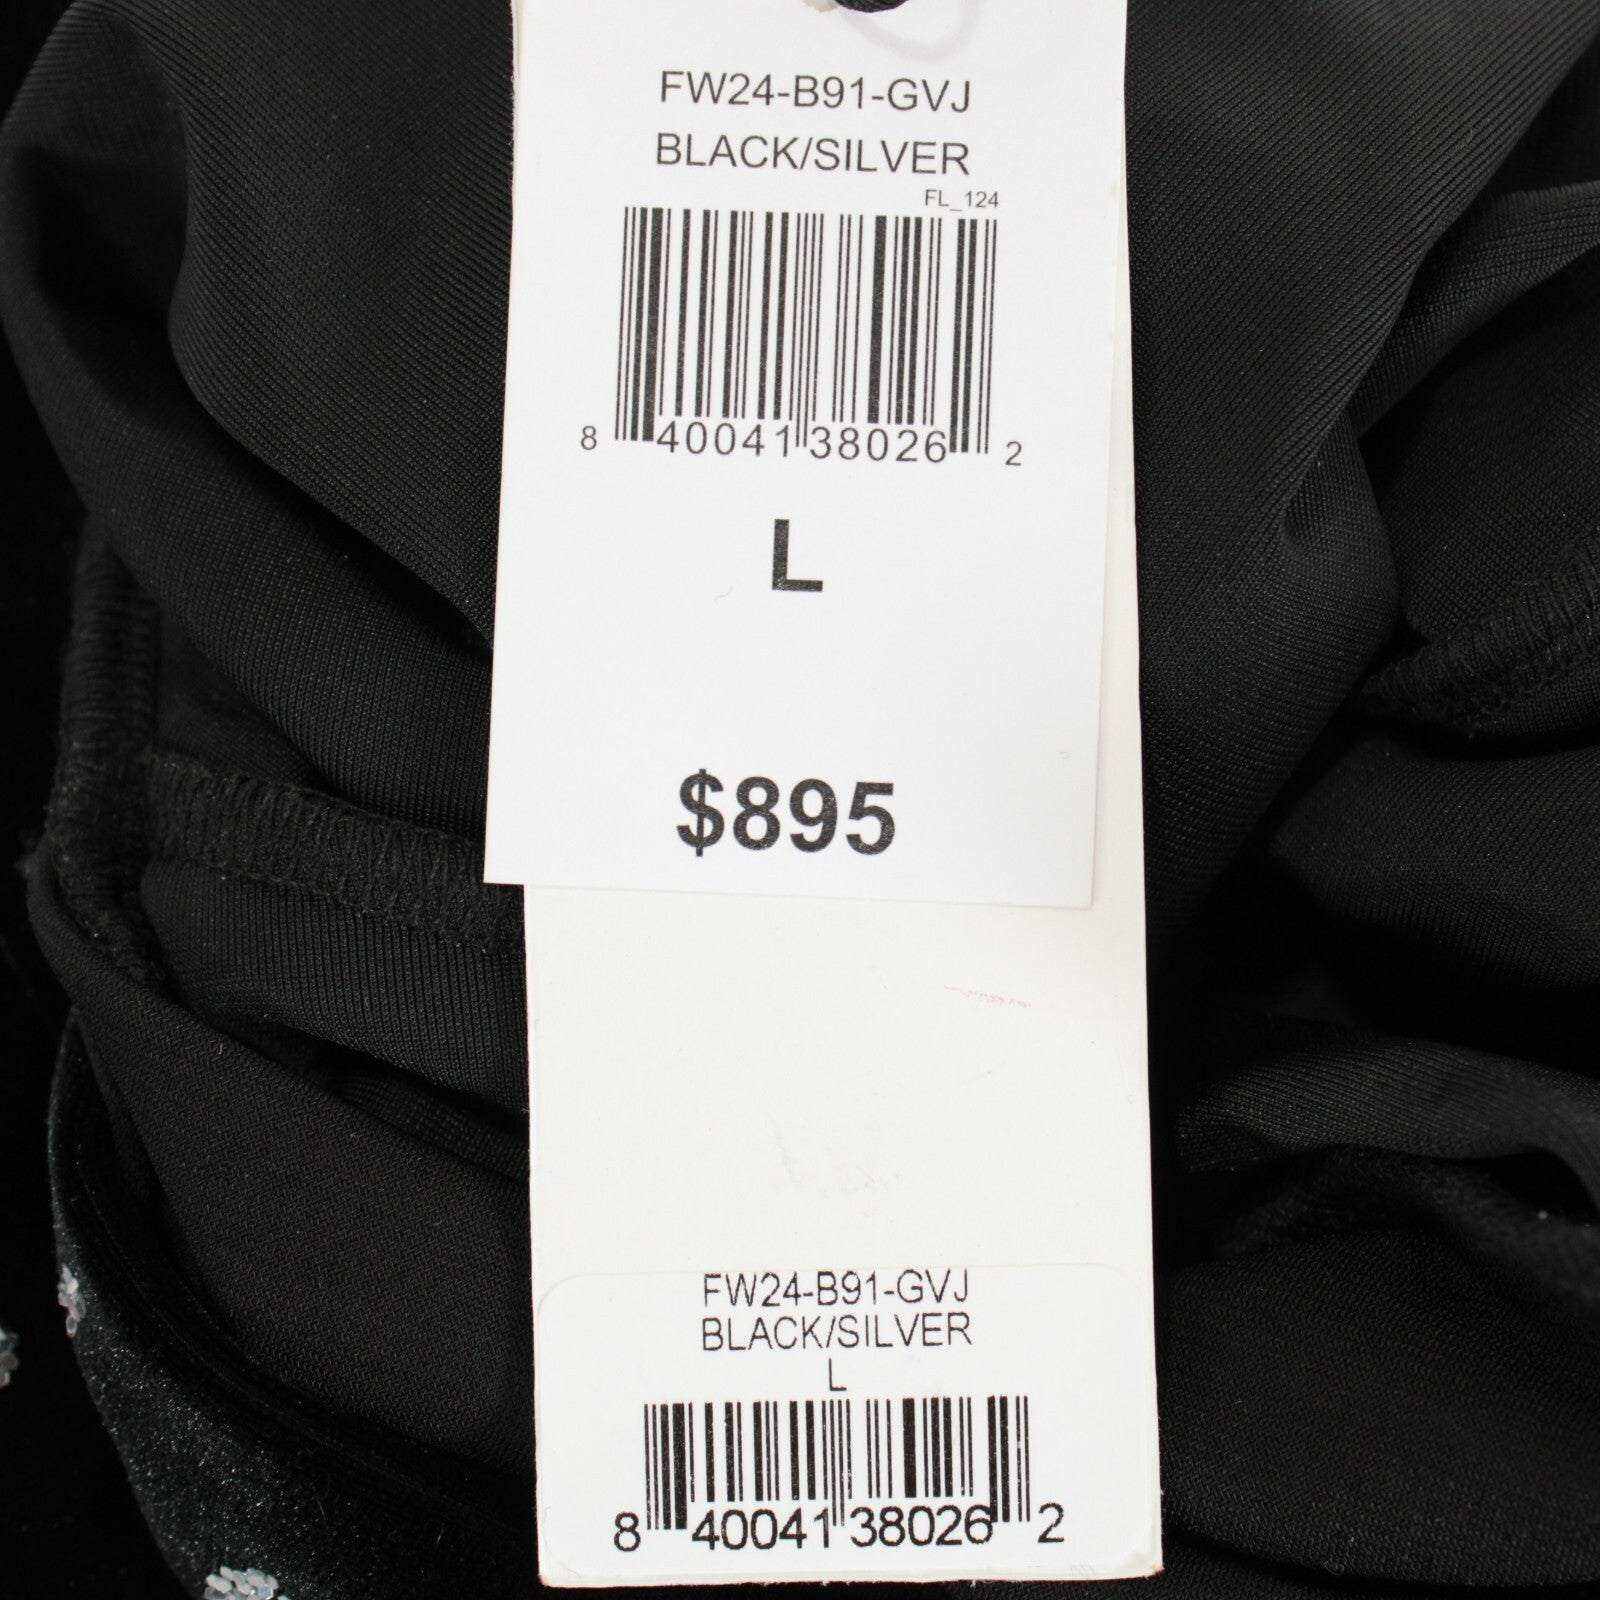 FW24-B91-GVJ
BLACK/SILVER
FL_124
8 40041 38026 2
L
$895
FW24-B91-GVJ
BLACK/SILVER
L
8 40041 38026 2